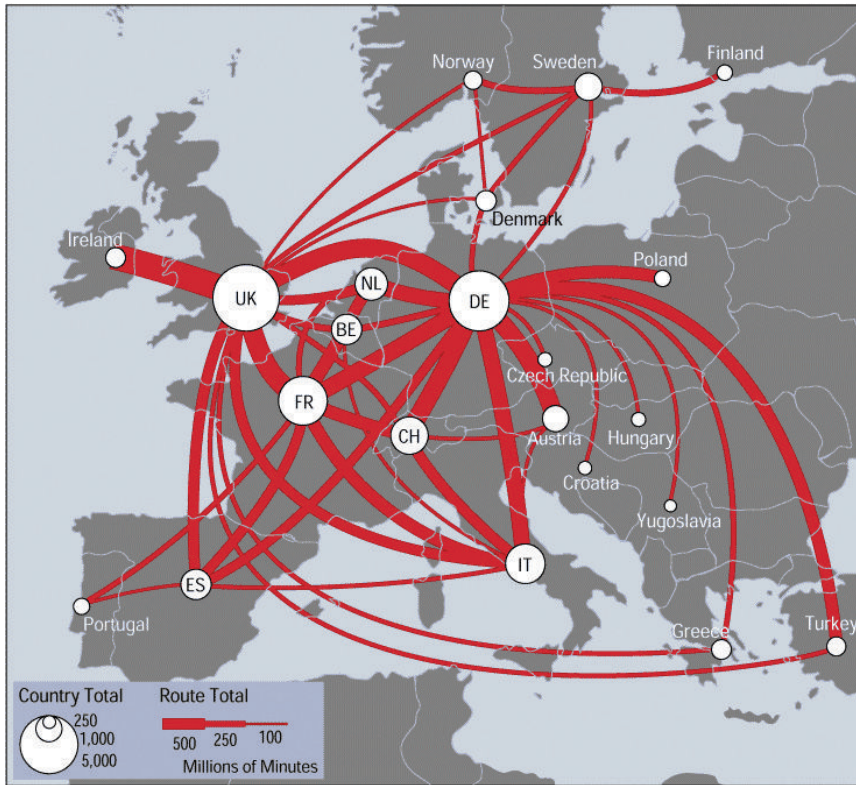 Norway
Sweden
Finland
Denmark
Ireland
UK
NL
DE
Poland
BE
Czech Republic
FR
CH
Austria
Hungary
Croatia
Yugoslavia
IT
ES
Portugal
Greece
Turkey
Country Total
250
1,000
5,000
Route Total
500 250 100
Millions of Minutes